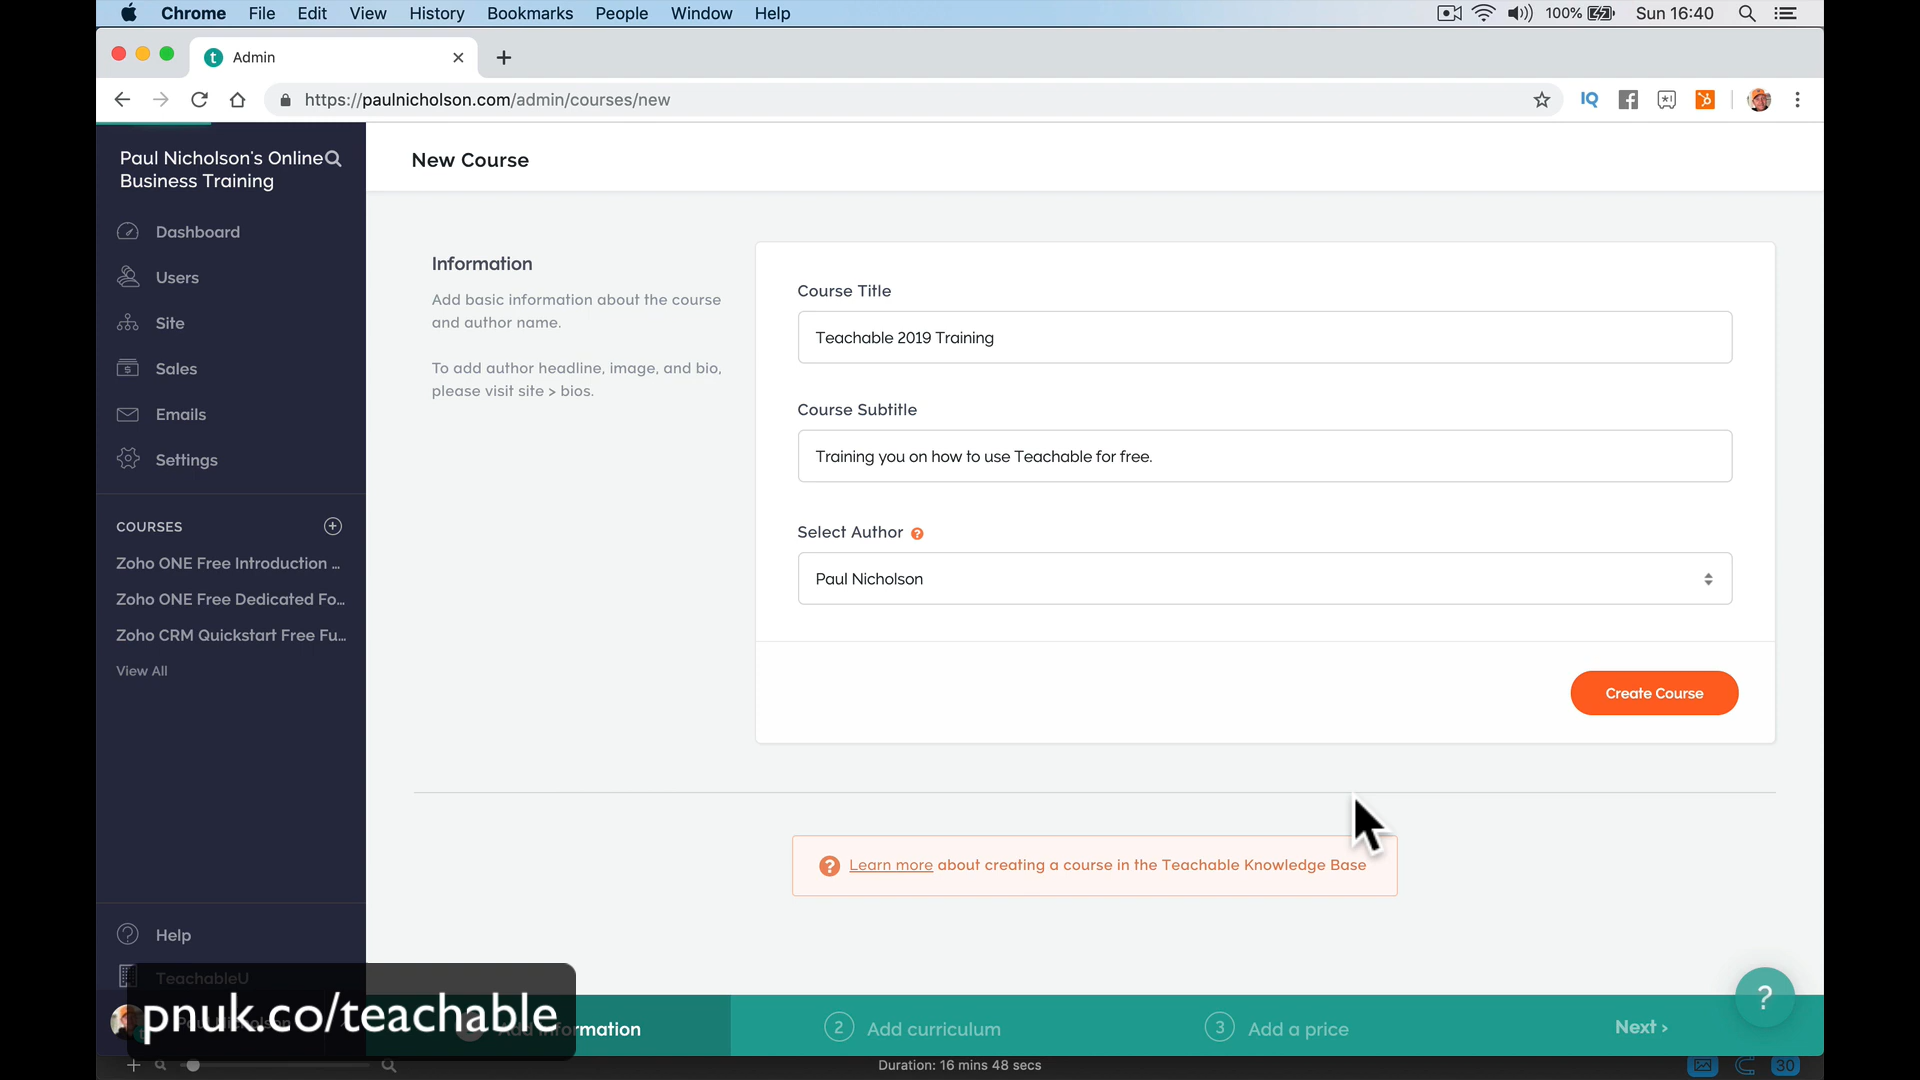 Chrome File Edit View History Bookmarks People Window Help 100% Sun 16:40
Admin
https://paulnicholson.com/admin/courses/new
IQ
Paul Nicholson's Online
Business Training
New Course
Dashboard
Users
Site
Sales
Emails
Settings
COURSES
Zoho ONE Free Introduction ...
Zoho ONE Free Dedicated Fo...
Zoho CRM Quickstart Free Fu...
View All
Help
TeachableU
Information
Add basic information about the course
and author name.
To add author headline, image, and bio,
please visit site > bios.
Course Title
Teachable 2019 Training
Course Subtitle
Training you on how to use Teachable for free.
Select Author ?
Paul Nicholson
Create Course
? Learn more about creating a course in the Teachable Knowledge Base
pnuk.co/teachable
Add information
2 Add curriculum
3 Add a price
Next >
?
Duration: 16 mins 48 secs
30